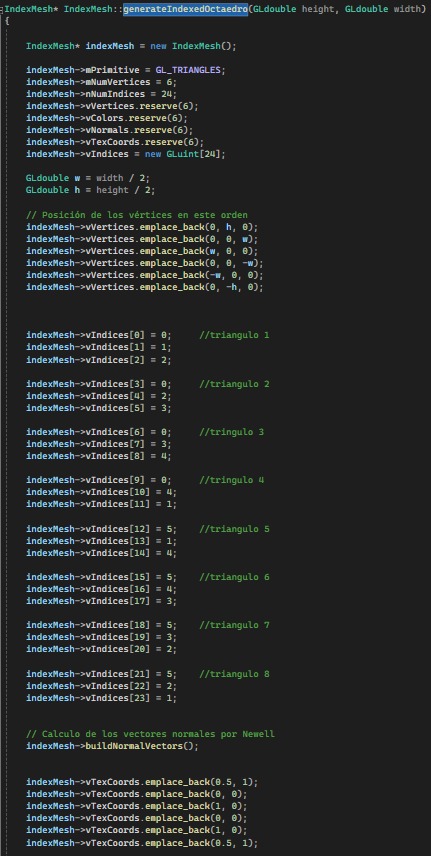 IndexMesh* IndexMesh::generateIndexedOctaedro(GLdouble height, GLdouble width)
{
IndexMesh* indexMesh = new IndexMesh();
indexMesh->mPrimitive = GL_TRIANGLES;
indexMesh->mNumVertices = 6;
indexMesh->nNumIndices = 24;
indexMesh->vVertices.reserve(6);
indexMesh->vColors.reserve(6);
indexMesh->vNormals.reserve(6);
indexMesh->vTexCoords.reserve(6);
indexMesh->vIndices = new GLuint[24];
GLdouble w = width / 2;
GLdouble h = height / 2;
// Posición de los vértices en este orden
indexMesh->vVertices.emplace_back(0, h, 0);
indexMesh->vVertices.emplace_back(0, 0, w);
indexMesh->vVertices.emplace_back(w, 0, 0);
indexMesh->vVertices.emplace_back(0, 0, -w);
indexMesh->vVertices.emplace_back(-w, 0, 0);
indexMesh->vVertices.emplace_back(0, -h, 0);
indexMesh->vIndices[0] = 0; //triangulo 1
indexMesh->vIndices[1] = 1;
indexMesh->vIndices[2] = 2;
indexMesh->vIndices[3] = 0; //triangulo 2
indexMesh->vIndices[4] = 2;
indexMesh->vIndices[5] = 3;
indexMesh->vIndices[6] = 0; //tringulo 3
indexMesh->vIndices[7] = 3;
indexMesh->vIndices[8] = 4;
indexMesh->vIndices[9] = 0; //tringulo 4
indexMesh->vIndices[10] = 4;
indexMesh->vIndices[11] = 1;
indexMesh->vIndices[12] = 5; //triangulo 5
indexMesh->vIndices[13] = 1;
indexMesh->vIndices[14] = 4;
indexMesh->vIndices[15] = 5; //triangulo 6
indexMesh->vIndices[16] = 4;
indexMesh->vIndices[17] = 3;
indexMesh->vIndices[18] = 5; //triangulo 7
indexMesh->vIndices[19] = 3;
indexMesh->vIndices[20] = 2;
indexMesh->vIndices[21] = 5; //triangulo 8
indexMesh->vIndices[22] = 2;
indexMesh->vIndices[23] = 1;
// Calculo de los vectores normales por Newell
indexMesh->buildNormalVectors();
indexMesh->vTexCoords.emplace_back(0.5, 1);
indexMesh->vTexCoords.emplace_back(0, 0);
indexMesh->vTexCoords.emplace_back(1, 0);
indexMesh->vTexCoords.emplace_back(0, 0);
indexMesh->vTexCoords.emplace_back(1, 0);
indexMesh->vTexCoords.emplace_back(0.5, 1);